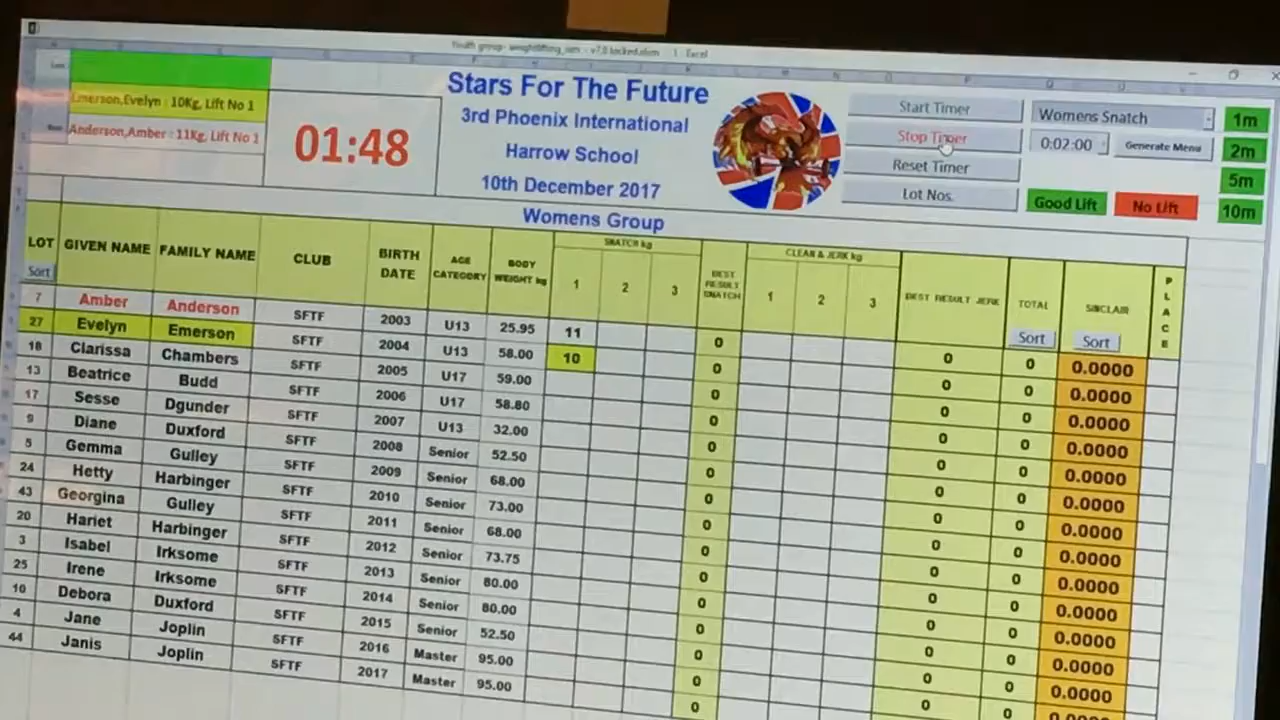 Youth group- weightlifting_sim - v7.0 locked.xlsm 1 - Excel
Emerson,Evelyn : 10Kg, Lift No 1
Anderson,Amber : 11Kg, Lift No 1
01:48
Stars For The Future
3rd Phoenix International
Harrow School
10th December 2017
Womens Group
Start Timer
Stop Timer
Reset Timer
Lot Nos.
Womens Snatch
0:02:00
Generate Menu
Good Lift
No Lift
1m
2m
5m
10m
LOT GIVEN NAME FAMILY NAME CLUB BIRTH DATE AGE CATEGORY BODY WEIGHT kg SNATCH kg 1 2 3 BEST RESULT SNATCH CLEAN & JERK kg 1 2 3 BEST RESULT JERK TOTAL SINCLAIR PLACE
Sort Sort Sort
7 Amber Anderson SFTF 2003 U13 25.95 11 0 0 0 0.0000
27 Evelyn Emerson SFTF 2004 U13 58.00 10 0 0 0 0.0000
18 Clarissa Chambers SFTF 2005 U17 59.00 0 0 0 0.0000
13 Beatrice Budd SFTF 2006 U17 58.80 0 0 0 0.0000
17 Sesse Dgunder SFTF 2007 U13 32.00 0 0 0 0.0000
9 Diane Duxford SFTF 2008 Senior 52.50 0 0 0 0.0000
5 Gemma Gulley SFTF 2009 Senior 68.00 0 0 0 0.0000
24 Hetty Harbinger SFTF 2010 Senior 73.00 0 0 0 0.0000
43 Georgina Gulley SFTF 2011 Senior 68.00 0 0 0 0.0000
20 Hariet Harbinger SFTF 2012 Senior 73.75 0 0 0 0.0000
3 Isabel Irksome SFTF 2013 Senior 80.00 0 0 0 0.0000
25 Irene Irksome SFTF 2014 Senior 80.00 0 0 0 0.0000
10 Debora Duxford SFTF 2015 Senior 52.50 0 0 0 0.0000
4 Jane Joplin SFTF 2016 Master 95.00 0 0 0 0.0000
44 Janis Joplin SFTF 2017 Master 95.00 0